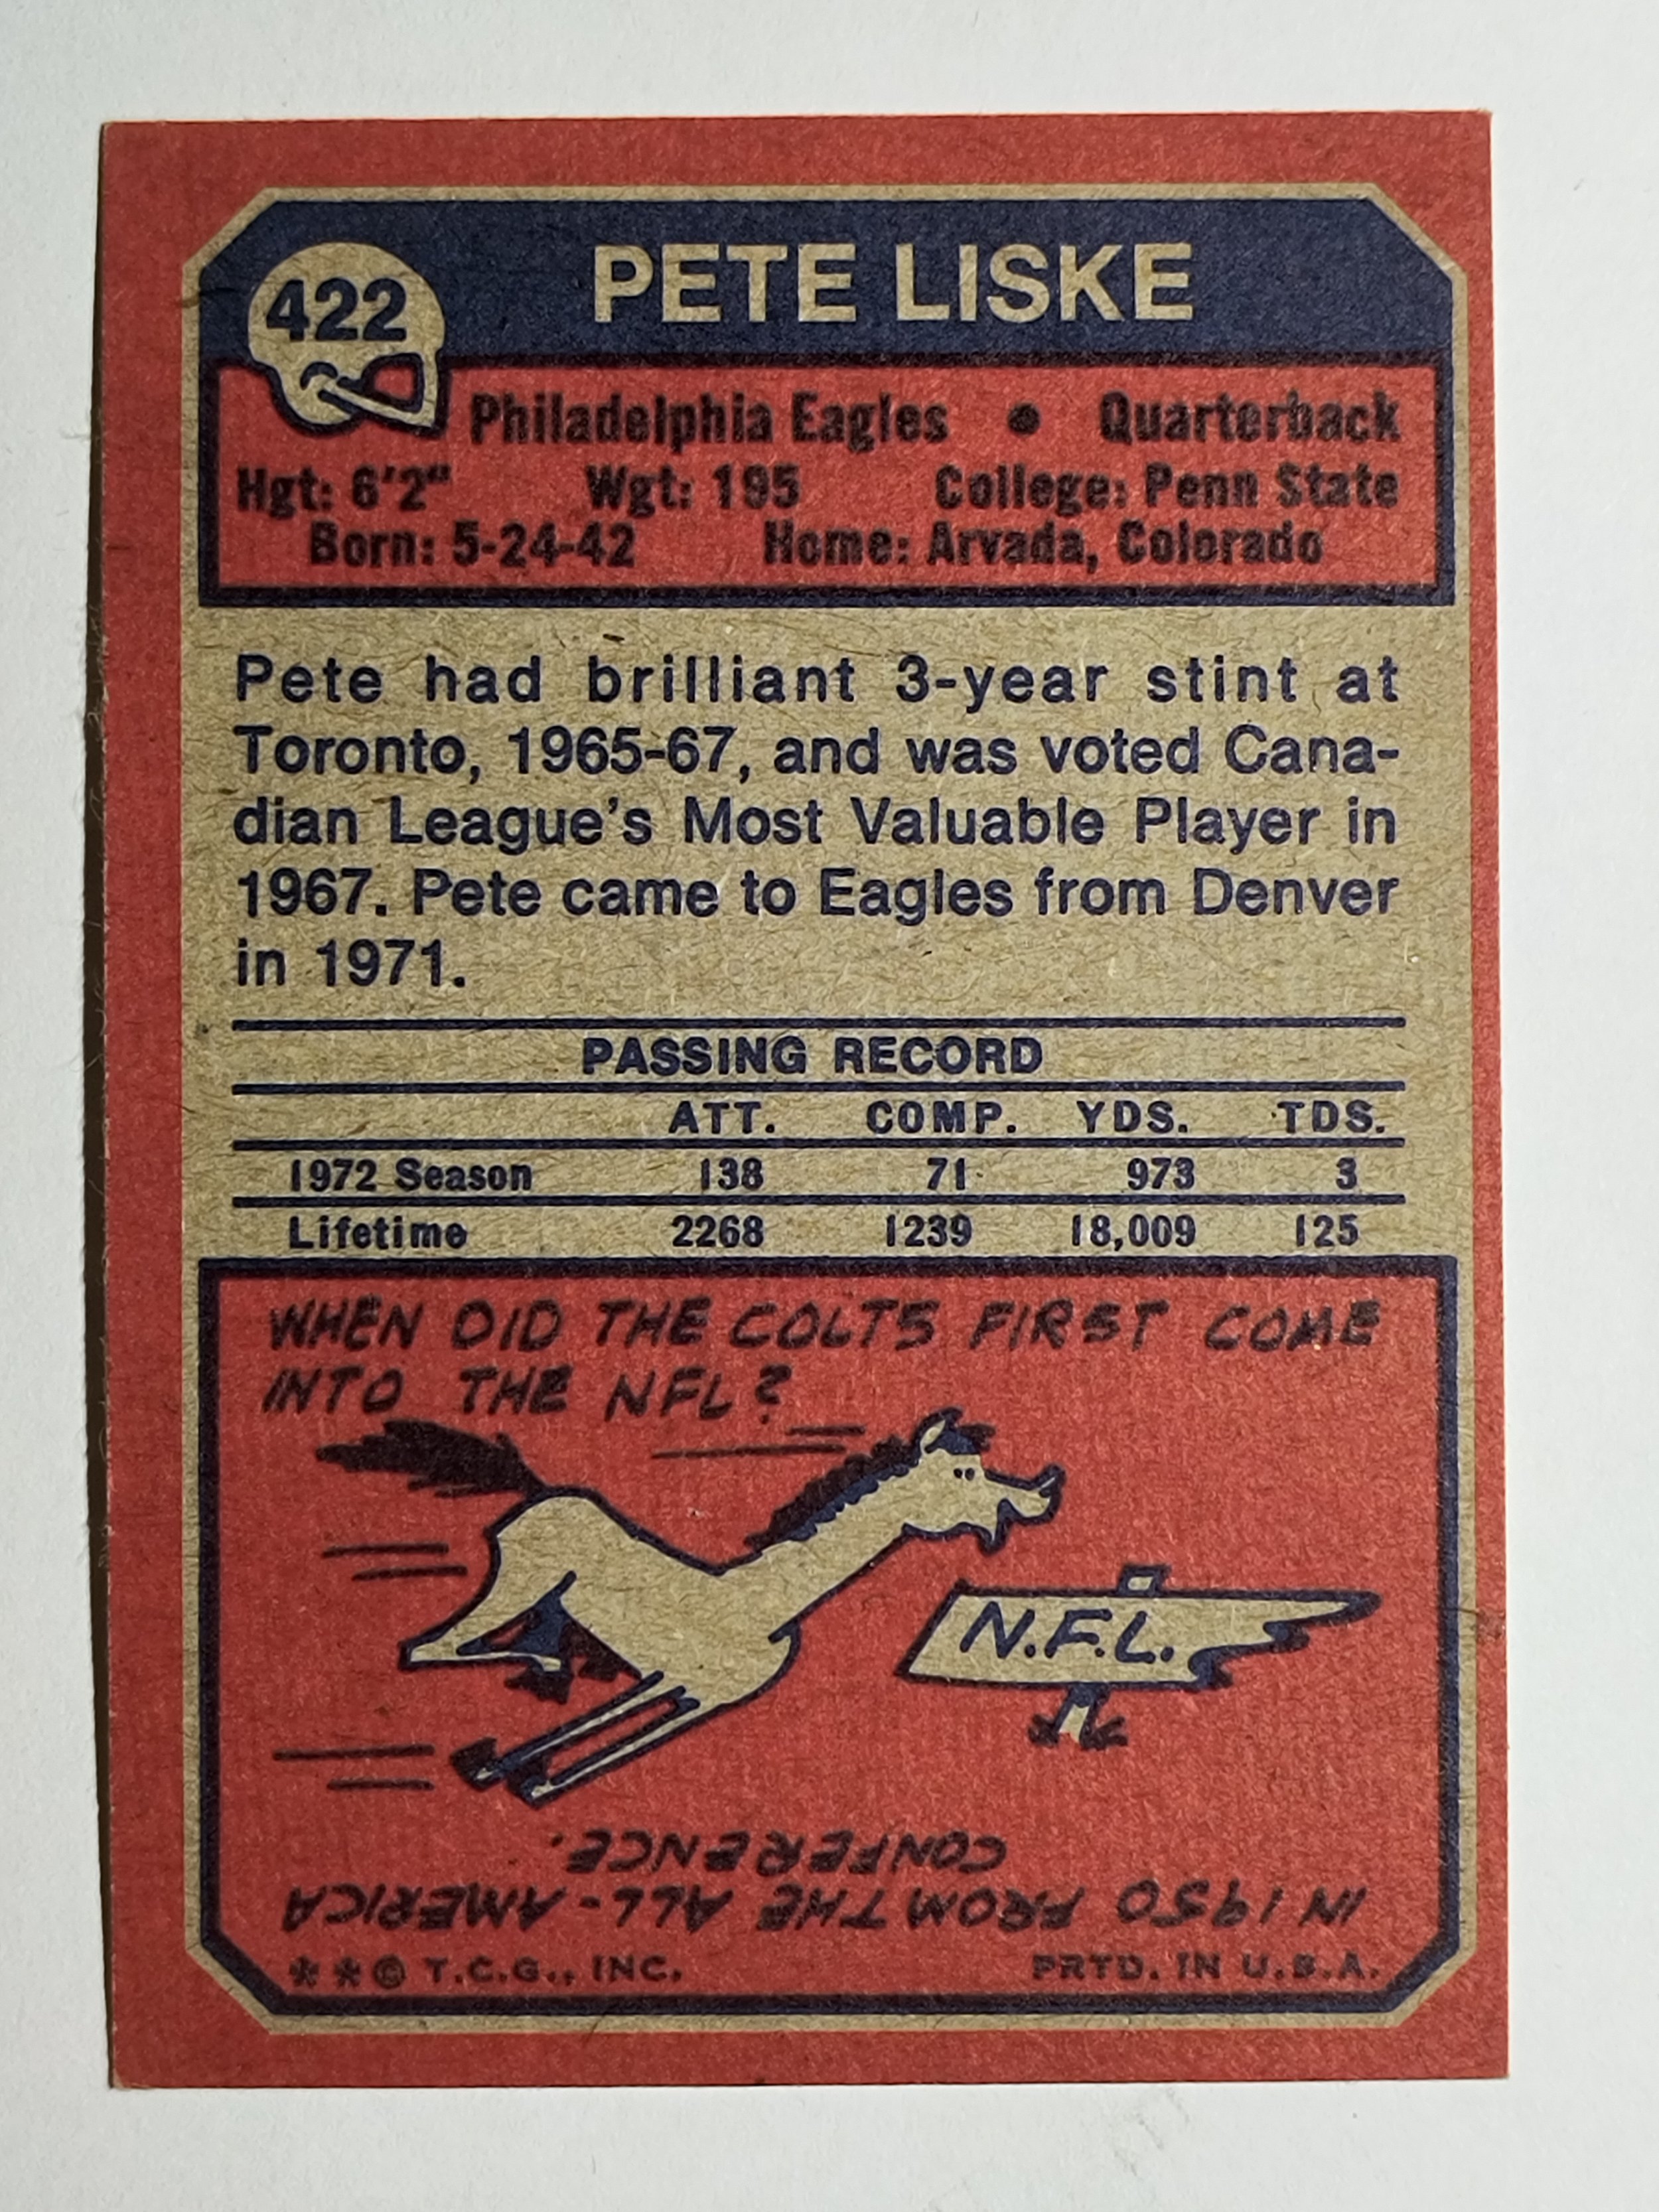 422
PETE LISKE
Philadelphia Eagles • Quarterback
Hgt: 6'2" Wgt: 195 College: Penn State
Born: 5-24-42 Home: Arvada, Colorado
Pete had brilliant 3-year stint at
Toronto, 1965-67, and was voted Cana-
dian League's Most Valuable Player in
1967. Pete came to Eagles from Denver
in 1971.
PASSING RECORD
ATT. COMP. YDS. TDS.
1972 Season 138 71 973 3
Lifetime 2268 1239 18,009 125
WHEN DID THE COLTS FIRST COME
INTO THE NFL?
N.F.L.
IN 1950 FROM THE ALL-AMERICA
CONFERENCE.
**© T.C.G., INC. PRTD. IN U.S.A.